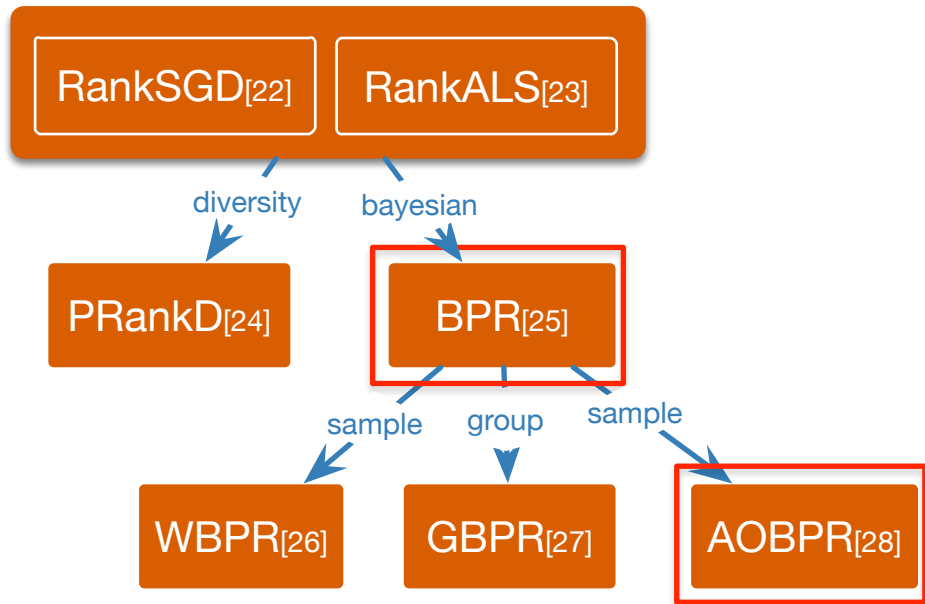 RankSGD[22] RankALS[23]
diversity bayesian
PRankD[24] BPR[25]
sample group sample
WBPR[26] GBPR[27] AOBPR[28]